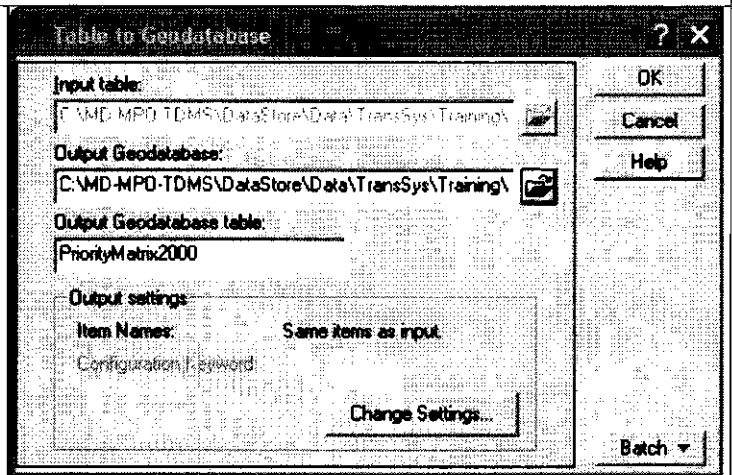 Table to Geodatabase
Input table:
C:\MD-MPO-TDMS\DataStore\Data\TransSys\Training\
Output Geodatabase:
C:\MD-MPO-TDMS\DataStore\Data\TransSys\Training\
Output Geodatabase table:
PriorityMatrix2000
Output settings
Item Names: Same items as input.
Configuration Keyword:
Change Settings...
OK
Cancel
Help
Batch